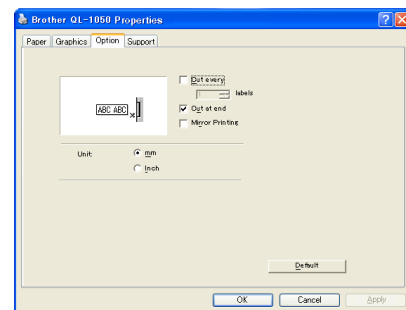 Brother QL-1050 Properties
Paper Graphics Option Support
Cut every
1 labels
ABC ABC
Cut at end
Mirror Printing
Unit: mm
Inch
Default
OK Cancel Apply